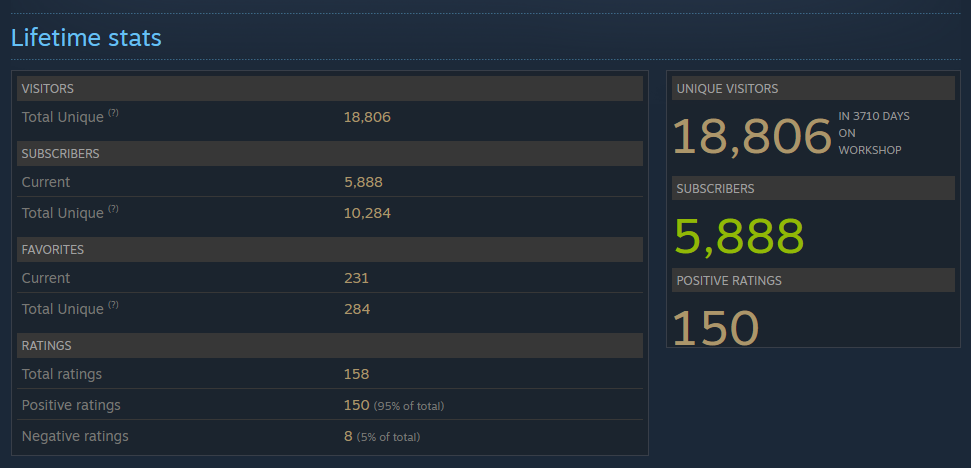 Lifetime stats
VISITORS
Total Unique (?) 18,806
SUBSCRIBERS
Current 5,888
Total Unique (?) 10,284
FAVORITES
Current 231
Total Unique (?) 284
RATINGS
Total ratings 158
Positive ratings 150 (95% of total)
Negative ratings 8 (5% of total)
UNIQUE VISITORS
18,806 IN 3710 DAYS
ON
WORKSHOP
SUBSCRIBERS
5,888
POSITIVE RATINGS
150